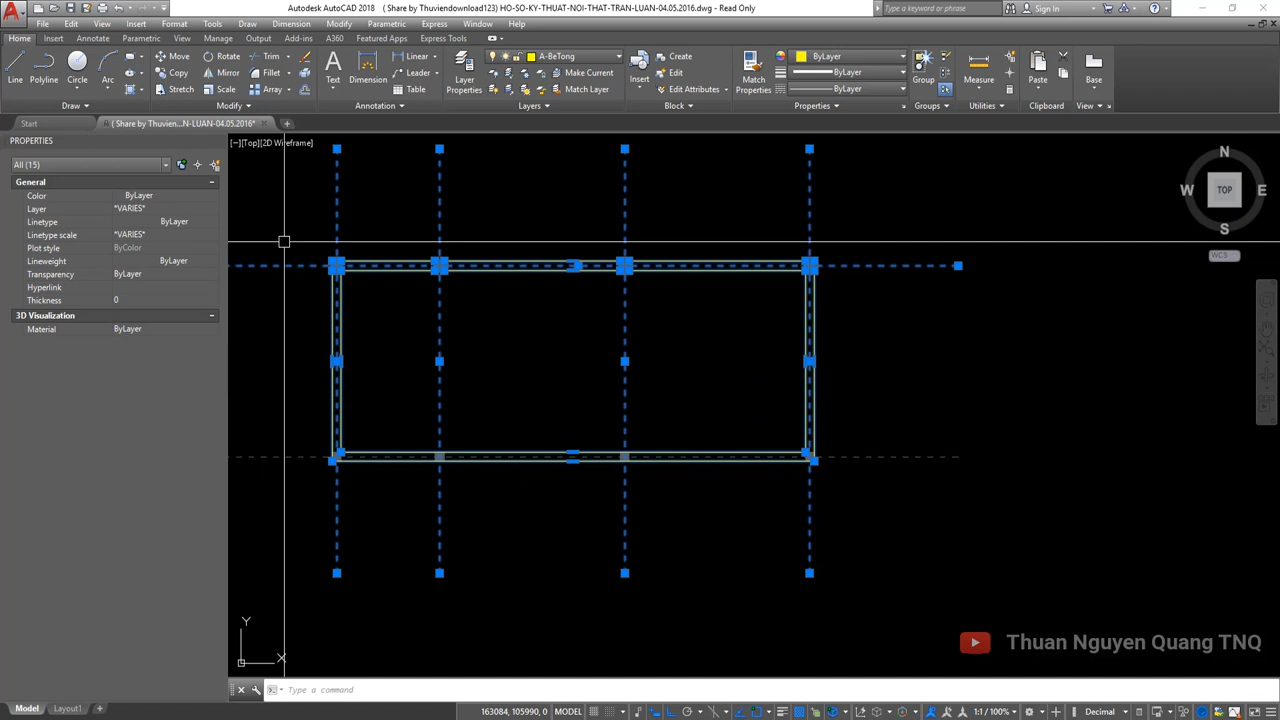 Autodesk AutoCAD 2018 ( Share by Thuviendownload123) HO-SO-KY-THUAT-NOI-THAT-TRAN-LUAN-04.05.2016.dwg - Read Only
Type a keyword or phrase
Sign In
File Edit View Insert Format Tools Draw Dimension Modify Parametric Express Window Help
Home Insert Annotate Parametric View Manage Output Add-ins A360 Featured Apps Express Tools
Line Polyline Circle Arc
Move Rotate Trim
Copy Mirror Fillet
Stretch Scale Array
Text Dimension
Linear
Leader
Table
Layer Properties
A-BeTong
Make Current
Match Layer
Insert
Create
Edit
Edit Attributes
Match Properties
ByLayer
ByLayer
ByLayer
Group
Measure
Paste
Base
Draw Modify Annotation Layers Block Properties Groups Utilities Clipboard View
Start
( Share by Thuvien...N-LUAN-04.05.2016*
PROPERTIES
All (15)
General
Color ByLayer
Layer *VARIES*
Linetype ByLayer
Linetype scale *VARIES*
Plot style ByColor
Lineweight ByLayer
Transparency ByLayer
Hyperlink
Thickness 0
3D Visualization
Material ByLayer
[−][Top][2D Wireframe]
N
W TOP E
S
WCS
Y
X
Thuan Nguyen Quang TNQ
Type a command
Model Layout1 +
163084, 105990, 0 MODEL
1:1 / 100%
Decimal